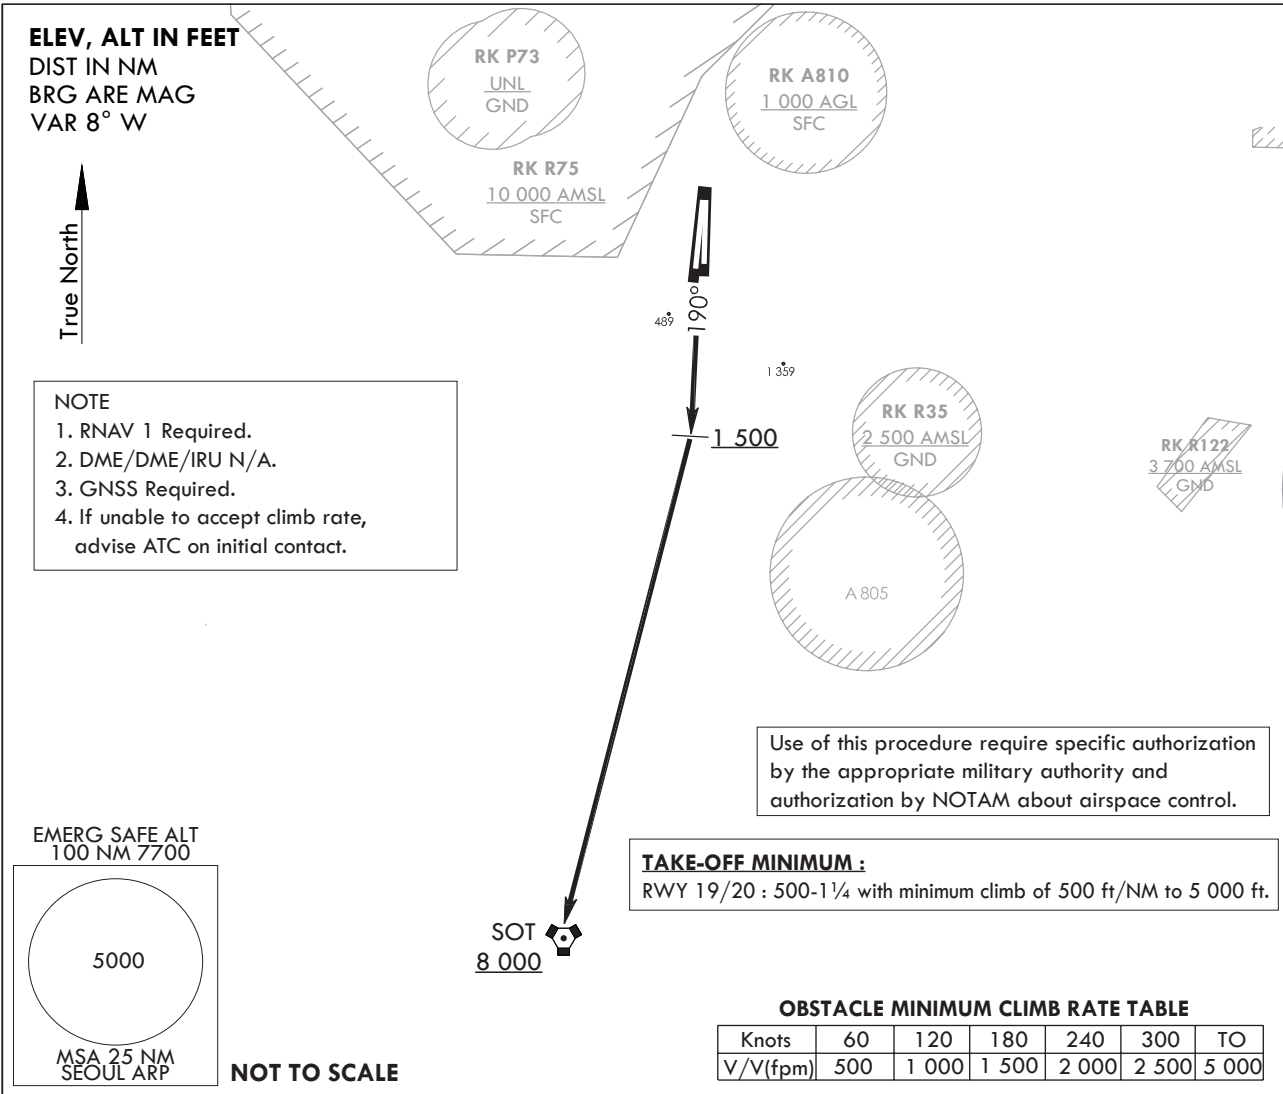 ELEV, ALT IN FEET
DIST IN NM
BRG ARE MAG
VAR 8° W
True North
RK P73
UNL
GND
RK A810
1 000 AGL
SFC
RK R75
10 000 AMSL
SFC
190°
489
1 359
1 500
NOTE
1. RNAV 1 Required.
2. DME/DME/IRU N/A.
3. GNSS Required.
4. If unable to accept climb rate,
advise ATC on initial contact.
RK R35
2 500 AMSL
GND
RK R122
3 700 AMSL
GND
A 805
Use of this procedure require specific authorization
by the appropriate military authority and
authorization by NOTAM about airspace control.
TAKE-OFF MINIMUM :
RWY 19/20 : 500-1¼ with minimum climb of 500 ft/NM to 5 000 ft.
EMERG SAFE ALT
100 NM 7700
5000
MSA 25 NM
SEOUL ARP
NOT TO SCALE
SOT
8 000
OBSTACLE MINIMUM CLIMB RATE TABLE
Knots 60 120 180 240 300 TO
V/V(fpm) 500 1 000 1 500 2 000 2 500 5 000